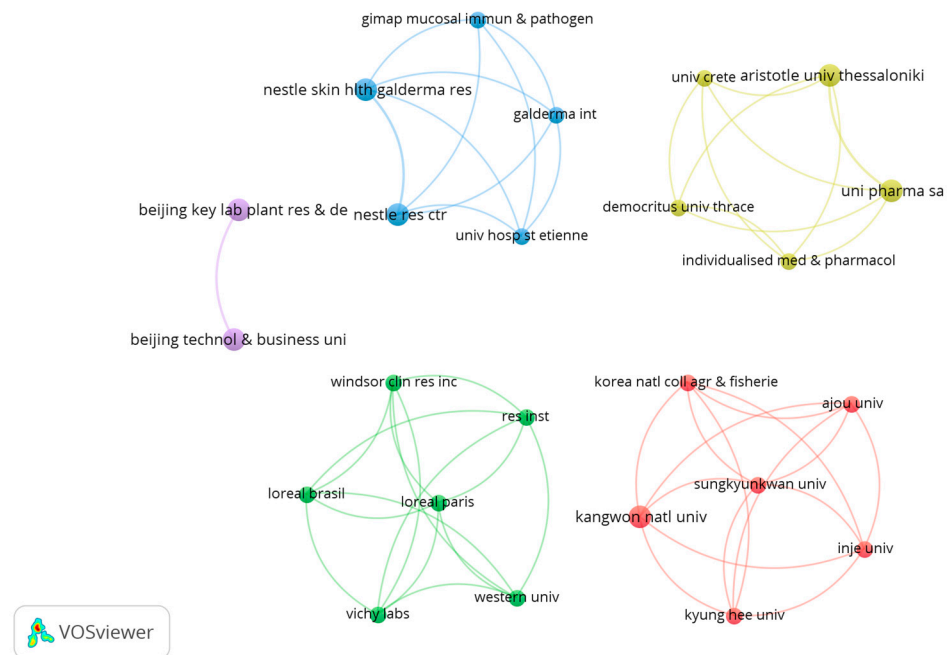 gimap mucosal immun & pathogen
nestle skin hlth galderma res
galderma int
nestle res ctr
univ hosp st etienne
univ crete
aristotle univ thessaloniki
uni pharma sa
democritus univ thrace
individualised med & pharmacol
beijing key lab plant res & de
beijing technol & business uni
windsor clin res inc
res inst
loreal brasil
loreal paris
vichy labs
western univ
korea natl coll agr & fisherie
ajou univ
sungkyunkwan univ
kangwon natl univ
inje univ
kyung hee univ
VOSviewer